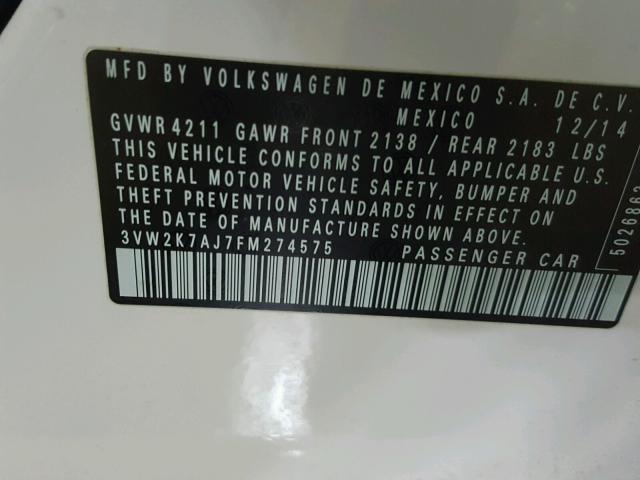 MFD BY VOLKSWAGEN DE MEXICO S.A. DE C.V.
MEXICO 12/14
GVWR 4211 GAWR FRONT 2138 / REAR 2183 LBS
THIS VEHICLE CONFORMS TO ALL APPLICABLE U.S.
FEDERAL MOTOR VEHICLE SAFETY, BUMPER AND
THEFT PREVENTION STANDARDS IN EFFECT ON
THE DATE OF MANUFACTURE SHOWN ABOVE.
3VW2K7AJ7FM274575 PASSENGER CAR